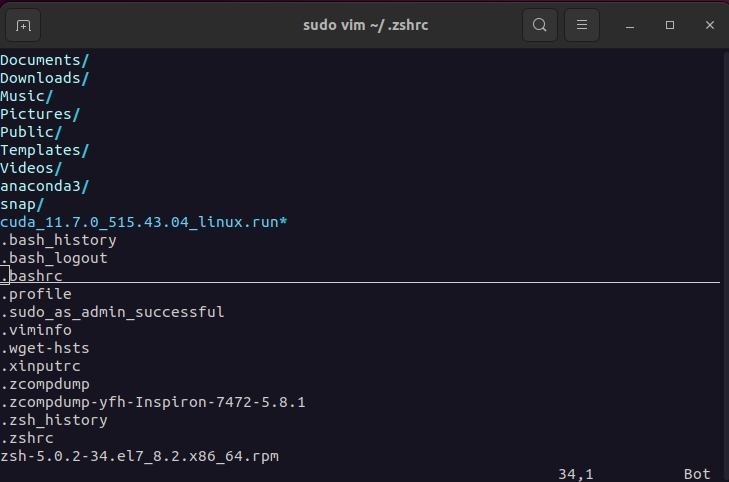 sudo vim ~/ .zshrc
Documents/
Downloads/
Music/
Pictures/
Public/
Templates/
Videos/
anaconda3/
snap/
cuda_11.7.0_515.43.04_linux.run*
.bash_history
.bash_logout
.bashrc
.profile
.sudo_as_admin_successful
.viminfo
.wget-hsts
.xinputrc
.zcompdump
.zcompdump-yfh-Inspiron-7472-5.8.1
.zsh_history
.zshrc
zsh-5.0.2-34.el7_8.2.x86_64.rpm
34,1 Bot